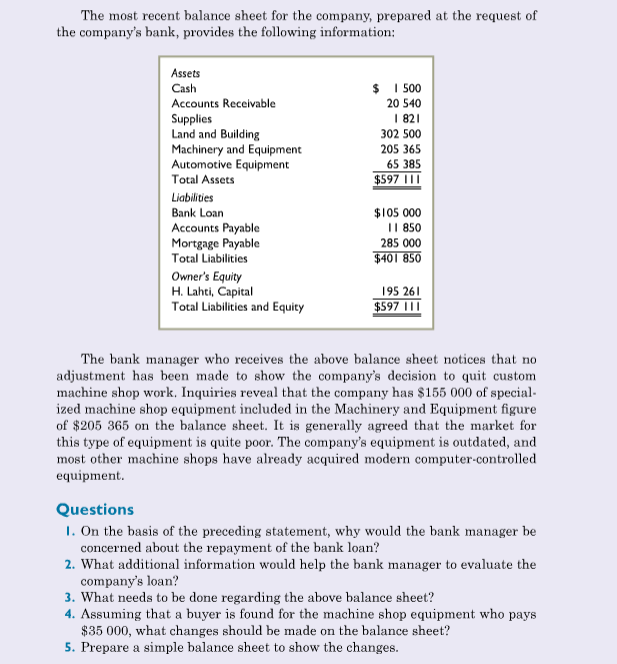 The most recent balance sheet for the company, prepared at the request of
the company's bank, provides the following information:
Assets
Cash $ 1 500
Accounts Receivable 20 540
Supplies 1 821
Land and Building 302 500
Machinery and Equipment 205 365
Automotive Equipment 65 385
Total Assets $597 111
Liabilities
Bank Loan $105 000
Accounts Payable 11 850
Mortgage Payable 285 000
Total Liabilities $401 850
Owner's Equity
H. Lahti, Capital 195 261
Total Liabilities and Equity $597 111
The bank manager who receives the above balance sheet notices that no
adjustment has been made to show the company's decision to quit custom
machine shop work. Inquiries reveal that the company has $155 000 of special-
ized machine shop equipment included in the Machinery and Equipment figure
of $205 365 on the balance sheet. It is generally agreed that the market for
this type of equipment is quite poor. The company's equipment is outdated, and
most other machine shops have already acquired modern computer-controlled
equipment.
Questions
1. On the basis of the preceding statement, why would the bank manager be
concerned about the repayment of the bank loan?
2. What additional information would help the bank manager to evaluate the
company's loan?
3. What needs to be done regarding the above balance sheet?
4. Assuming that a buyer is found for the machine shop equipment who pays
$35 000, what changes should be made on the balance sheet?
5. Prepare a simple balance sheet to show the changes.